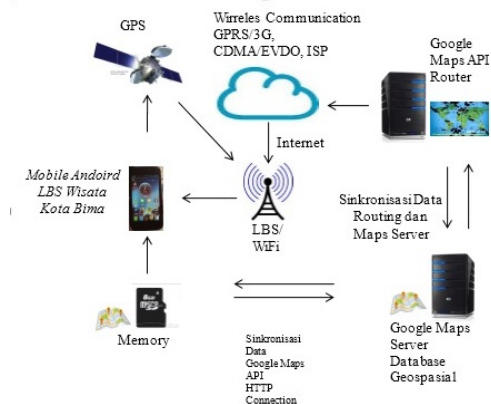 GPS
Wirreles Communication
GPRS/3G,
CDMA/EVDO, ISP
Google
Maps API
Router
Internet
Mobile Andoird
LBS Wisata
Kota Bima
LBS/
WiFi
Sinkronisasi Data
Routing dan
Maps Server
8GB
Memory
Sinkronisasi
Data
Google Maps
API
HTTP
Connection
Google Maps
Server
Database
Geospasial